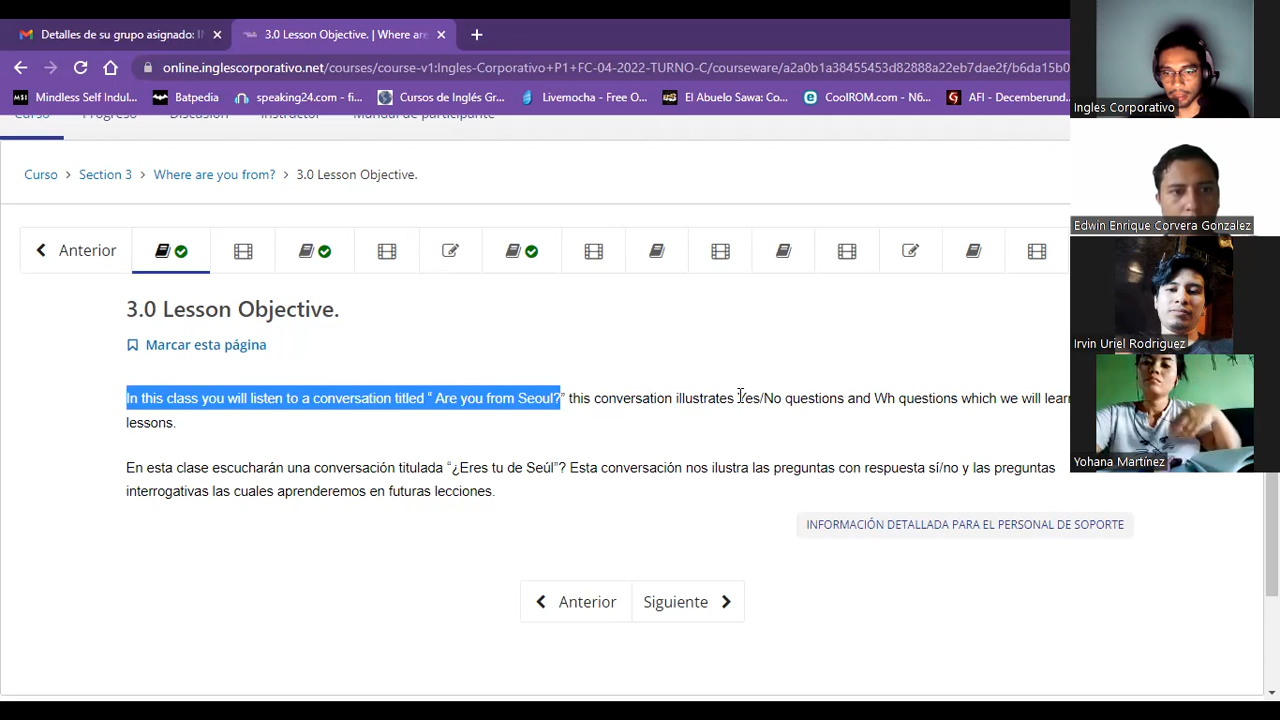 Detalles de su grupo asignado: I
3.0 Lesson Objective. | Where are
online.inglescorporativo.net/courses/course-v1:Ingles-Corporativo+P1+FC-04-2022-TURNO-C/courseware/a2a0b1a38455453d82888a22eb7dae2f/b6da15b0
Mindless Self Indul...
Batpedia
speaking24.com - fi...
Cursos de Inglés Gr...
Livemocha - Free O...
El Abuelo Sawa: Co...
CoolROM.com - N6...
AFI - Decemberund...
Curso
Progreso
Discusión
Instructor
Manual de participante
Curso > Section 3 > Where are you from? > 3.0 Lesson Objective.
Anterior
3.0 Lesson Objective.
Marcar esta página
In this class you will listen to a conversation titled “ Are you from Seoul?” this conversation illustrates Yes/No questions and Wh questions which we will learn
lessons.
En esta clase escucharán una conversación titulada “¿Eres tu de Seúl”? Esta conversación nos ilustra las preguntas con respuesta sí/no y las preguntas
interrogativas las cuales aprenderemos en futuras lecciones.
INFORMACIÓN DETALLADA PARA EL PERSONAL DE SOPORTE
Anterior
Siguiente
Ingles Corporativo
Edwin Enrique Corvera Gonzalez
Irvin Uriel Rodriguez
Yohana Martínez